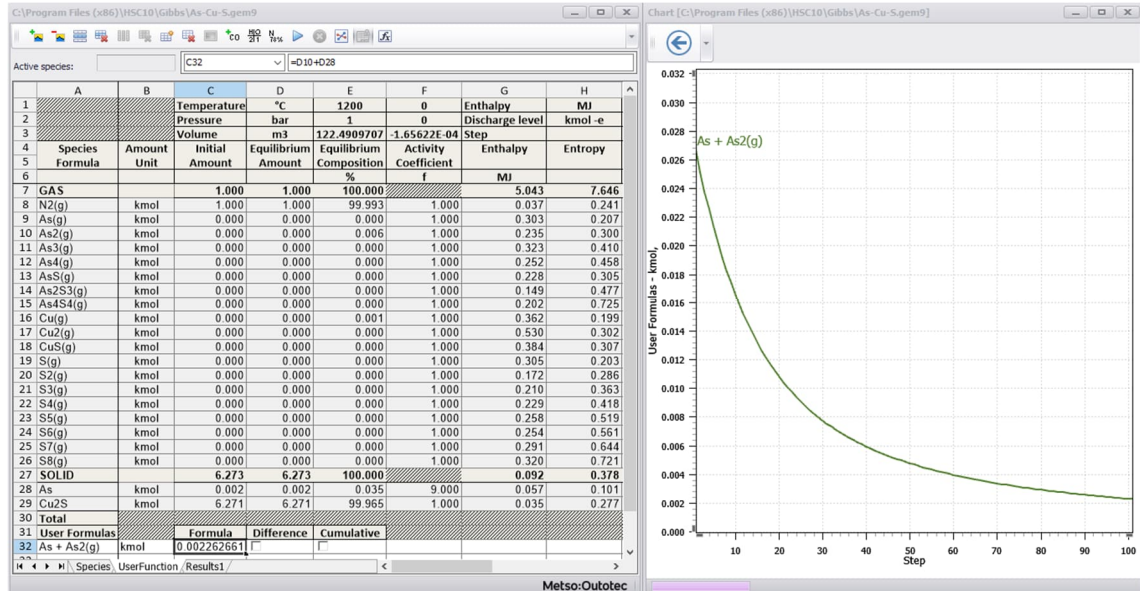 C:\Program Files (x86)\HSC10\Gibbs\As-Cu-S.gem9
Active species: C32 =D10+D28
A B C D E F G H
1 Temperature °C 1200 0 Enthalpy MJ
2 Pressure bar 1 0 Discharge level kmol -e
3 Volume m3 122.4909707 -1.65622E-04 Step
4 Species Amount Initial Equilibrium Equilibrium Activity Enthalpy Entropy
5 Formula Unit Amount Amount Composition Coefficient
6 % f MJ
7 GAS 1.000 1.000 100.000 5.043 7.646
8 N2(g) kmol 1.000 1.000 99.993 1.000 0.037 0.241
9 As(g) kmol 0.000 0.000 0.000 1.000 0.303 0.207
10 As2(g) kmol 0.000 0.000 0.006 1.000 0.235 0.300
11 As3(g) kmol 0.000 0.000 0.000 1.000 0.323 0.410
12 As4(g) kmol 0.000 0.000 0.000 1.000 0.252 0.458
13 AsS(g) kmol 0.000 0.000 0.000 1.000 0.228 0.305
14 As2S3(g) kmol 0.000 0.000 0.000 1.000 0.149 0.477
15 As4S4(g) kmol 0.000 0.000 0.000 1.000 0.202 0.725
16 Cu(g) kmol 0.000 0.000 0.001 1.000 0.362 0.199
17 Cu2(g) kmol 0.000 0.000 0.000 1.000 0.530 0.302
18 CuS(g) kmol 0.000 0.000 0.000 1.000 0.384 0.307
19 S(g) kmol 0.000 0.000 0.000 1.000 0.305 0.203
20 S2(g) kmol 0.000 0.000 0.000 1.000 0.172 0.286
21 S3(g) kmol 0.000 0.000 0.000 1.000 0.210 0.363
22 S4(g) kmol 0.000 0.000 0.000 1.000 0.229 0.418
23 S5(g) kmol 0.000 0.000 0.000 1.000 0.258 0.519
24 S6(g) kmol 0.000 0.000 0.000 1.000 0.254 0.561
25 S7(g) kmol 0.000 0.000 0.000 1.000 0.291 0.644
26 S8(g) kmol 0.000 0.000 0.000 1.000 0.320 0.721
27 SOLID 6.273 6.273 100.000 0.092 0.378
28 As kmol 0.002 0.002 0.035 9.000 0.057 0.101
29 Cu2S kmol 6.271 6.271 99.965 1.000 0.035 0.277
30 Total
31 User Formulas Formula Difference Cumulative
32 As + As2(g) kmol 0.002262661
Species UserFunction Results1
Metso:Outotec
Chart [C:\Program Files (x86)\HSC10\Gibbs\As-Cu-S.gem9]
User Formulas - kmol,
0.032
0.030
0.028
0.026
0.024
0.022
0.020
0.018
0.016
0.014
0.012
0.010
0.008
0.006
0.004
0.002
0.000
As + As2(g)
10 20 30 40 50 60 70 80 90 100
Step